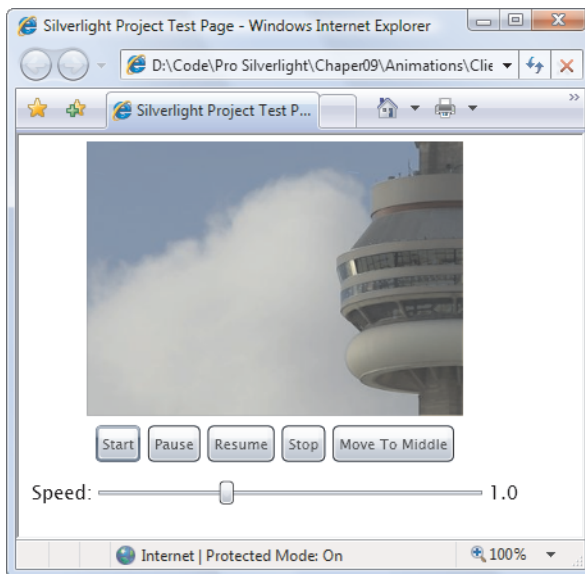 Silverlight Project Test Page - Windows Internet Explorer
D:\Code\Pro Silverlight\Chaper09\Animations\Clie
Silverlight Project Test P...
Start Pause Resume Stop Move To Middle
Speed: 1.0
Internet | Protected Mode: On 100%